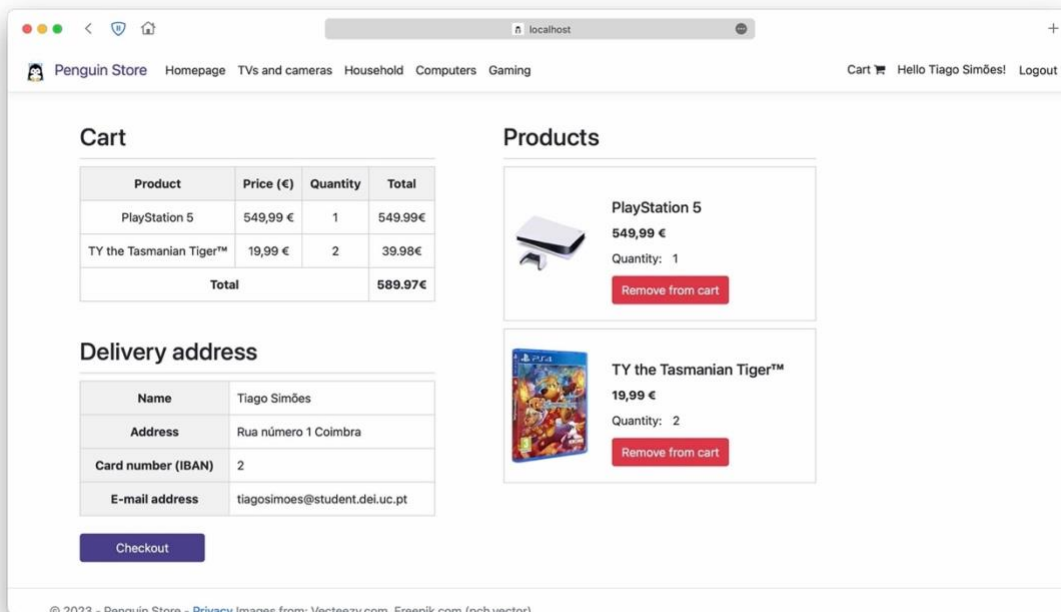 localhost
Penguin Store Homepage TVs and cameras Household Computers Gaming Cart Hello Tiago Simões! Logout
Cart
Product Price (€) Quantity Total
PlayStation 5 549,99 € 1 549.99€
TY the Tasmanian Tiger™ 19,99 € 2 39.98€
Total 589.97€
Delivery address
Name Tiago Simões
Address Rua número 1 Coimbra
Card number (IBAN) 2
E-mail address tiagosimoes@student.dei.uc.pt
Checkout
Products
PlayStation 5
549,99 €
Quantity: 1
Remove from cart
PS4
TY the Tasmanian Tiger™
19,99 €
Quantity: 2
Remove from cart
© 2023 - Penguin Store - Privacy Images from: Vecteezy.com, Freepik.com (pch.vector)